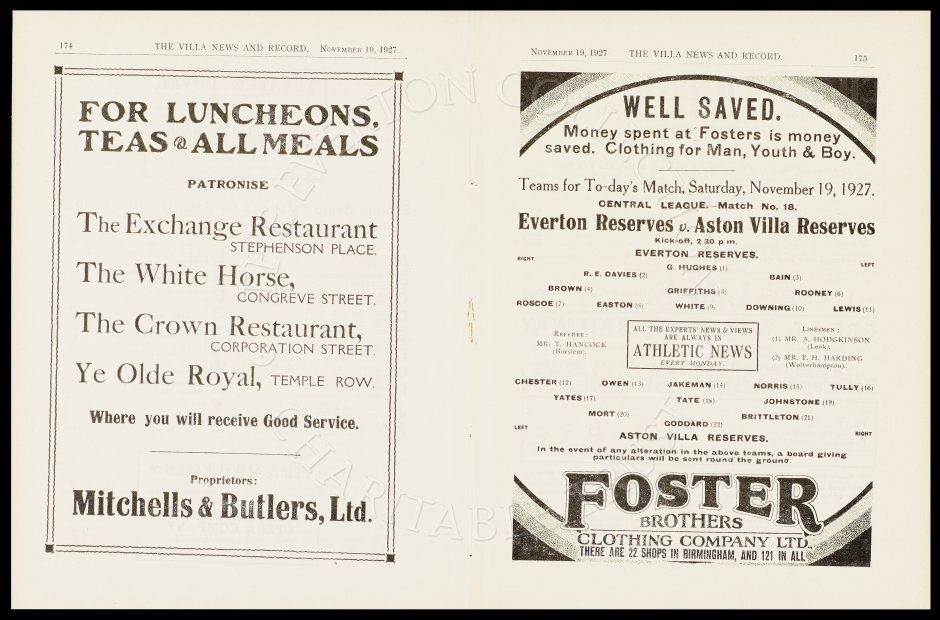 174 THE VILLA NEWS AND RECORD. NOVEMBER 19, 1927.
FOR LUNCHEONS,
TEAS & ALL MEALS
PATRONISE
The Exchange Restaurant
STEPHENSON PLACE.
The White Horse,
CONGREVE STREET.
The Crown Restaurant,
CORPORATION STREET.
Ye Olde Royal, TEMPLE ROW.
Where you will receive Good Service.
Proprietors:
Mitchells & Butlers, Ltd.
NOVEMBER 19, 1927 THE VILLA NEWS AND RECORD. 175
WELL SAVED.
Money spent at Fosters is money
saved. Clothing for Man, Youth & Boy.
Teams for To-day's Match, Saturday, November 19, 1927.
CENTRAL LEAGUE.—Match No. 18.
Everton Reserves v. Aston Villa Reserves
Kick-off, 2 30 p m.
EVERTON RESERVES.
RIGHT LEFT
G. HUGHES (1)
R. E. DAVIES (2) BAIN (3)
BROWN (4) GRIFFITHS (5) ROONEY (6)
ROSCOE (7) EASTON (8) WHITE (9) DOWNING (10) LEWIS (11)
REFEREE:
MR. T. HANCOCK
(Burslem).
ALL THE EXPERTS' NEWS & VIEWS
ARE ALWAYS IN
ATHLETIC NEWS
EVERY MONDAY.
LINESMEN:
(1) MR. A. HODGKINSON
(Leek).
(2) MR. T. H. HARDING
(Wolverhampton).
CHESTER (12) OWEN (13) JAKEMAN (14) NORRIS (15) TULLY (16)
YATES (17) TATE (18) JOHNSTONE (19)
MORT (20) BRITTLETON (21)
GODDARD (22)
LEFT RIGHT
ASTON VILLA RESERVES.
In the event of any alteration in the above teams, a board giving
particulars will be sent round the ground.
FOSTER
BROTHERS
CLOTHING COMPANY LTD.,
THERE ARE 22 SHOPS IN BIRMINGHAM, AND 121 IN ALL